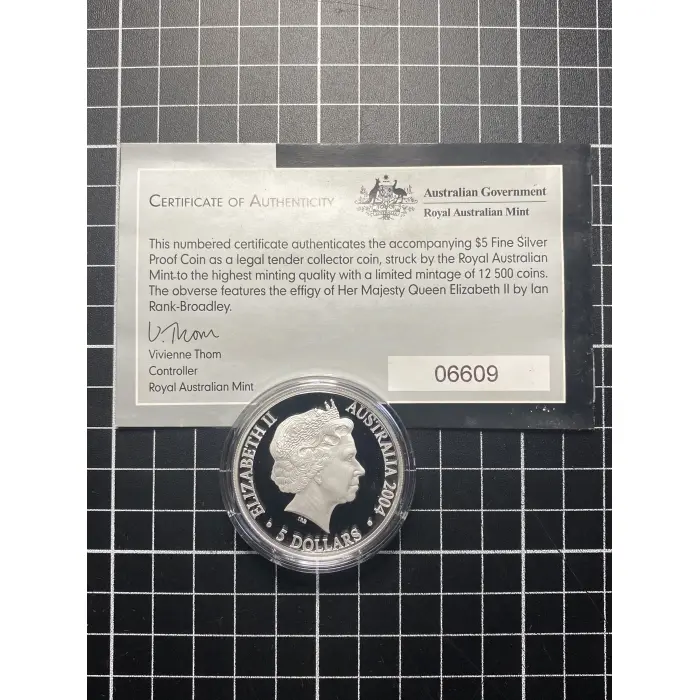 CERTIFICATE OF AUTHENTICITY
Australian Government
Royal Australian Mint
This numbered certificate authenticates the accompanying $5 Fine Silver
Proof Coin as a legal tender collector coin, struck by the Royal Australian
Mint to the highest minting quality with a limited mintage of 12 500 coins.
The obverse features the effigy of Her Majesty Queen Elizabeth II by Ian
Rank-Broadley.
V. Thom
Vivienne Thom
Controller
Royal Australian Mint
06609
ELIZABETH II
AUSTRALIA 2004
IRB
5 DOLLARS